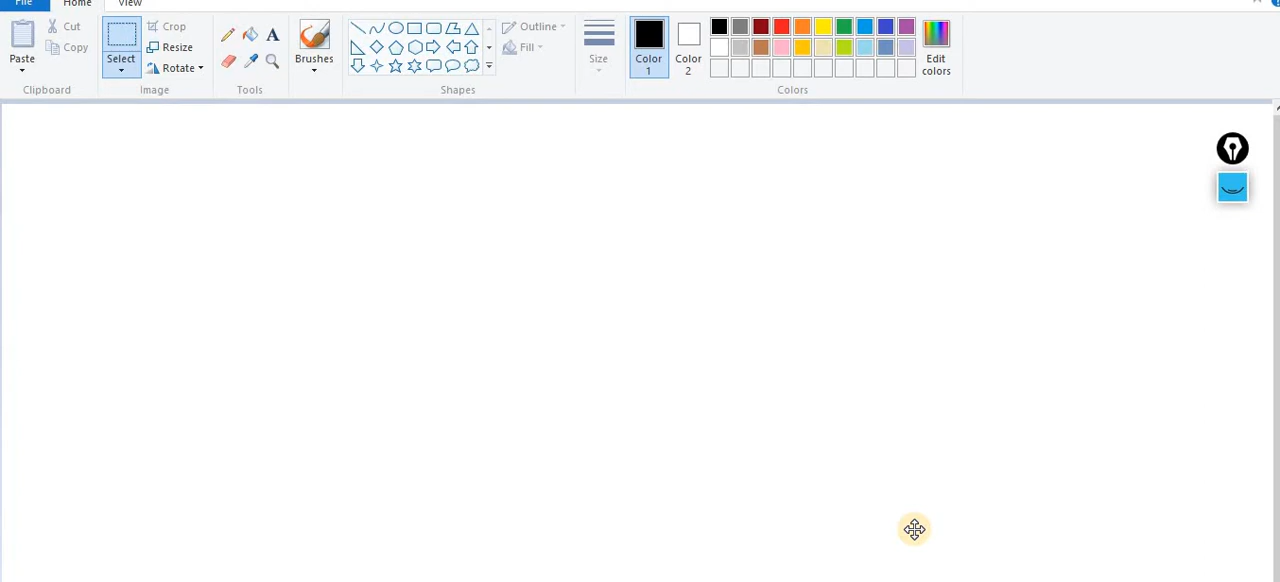 File Home View
Paste
Cut
Copy
Clipboard
Select
Crop
Resize
Rotate
Image
A
Tools
Brushes
Shapes
Outline
Fill
Size
Color 1
Color 2
Edit colors
Colors